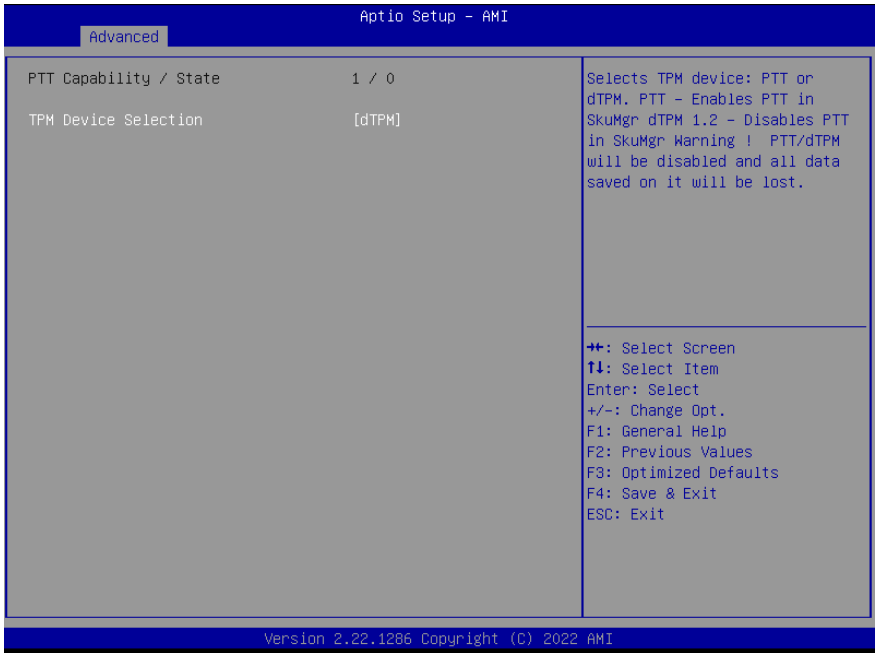 Aptio Setup – AMI
Advanced
PTT Capability / State 1 / 0
TPM Device Selection [dTPM]
Selects TPM device: PTT or
dTPM. PTT – Enables PTT in
SkuMgr dTPM 1.2 – Disables PTT
in SkuMgr Warning ! PTT/dTPM
will be disabled and all data
saved on it will be lost.
→←: Select Screen
↑↓: Select Item
Enter: Select
+/-: Change Opt.
F1: General Help
F2: Previous Values
F3: Optimized Defaults
F4: Save & Exit
ESC: Exit
Version 2.22.1286 Copyright (C) 2022 AMI